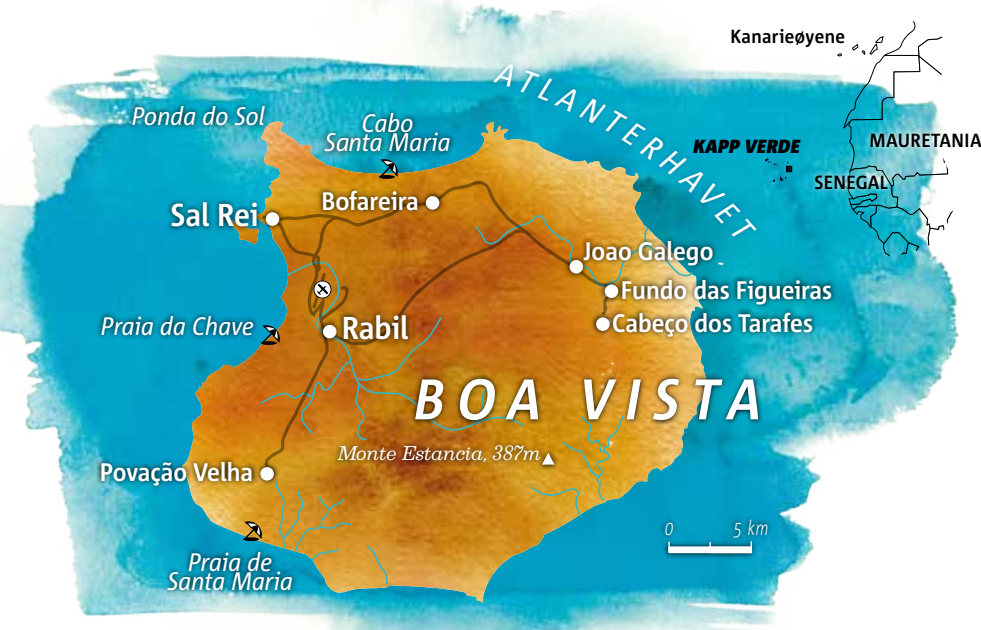 Kanarieøyene
ATLANTERHAVET
Ponda do Sol
Cabo
Santa Maria
KAPP VERDE
MAURETANIA
SENEGAL
Bofareira
Sal Rei
Joao Galego
Fundo das Figueiras
Praia da Chave
Rabil
Cabeço dos Tarafes
BOA VISTA
Monte Estancia, 387m
Povação Velha
0 5 km
Praia de
Santa Maria